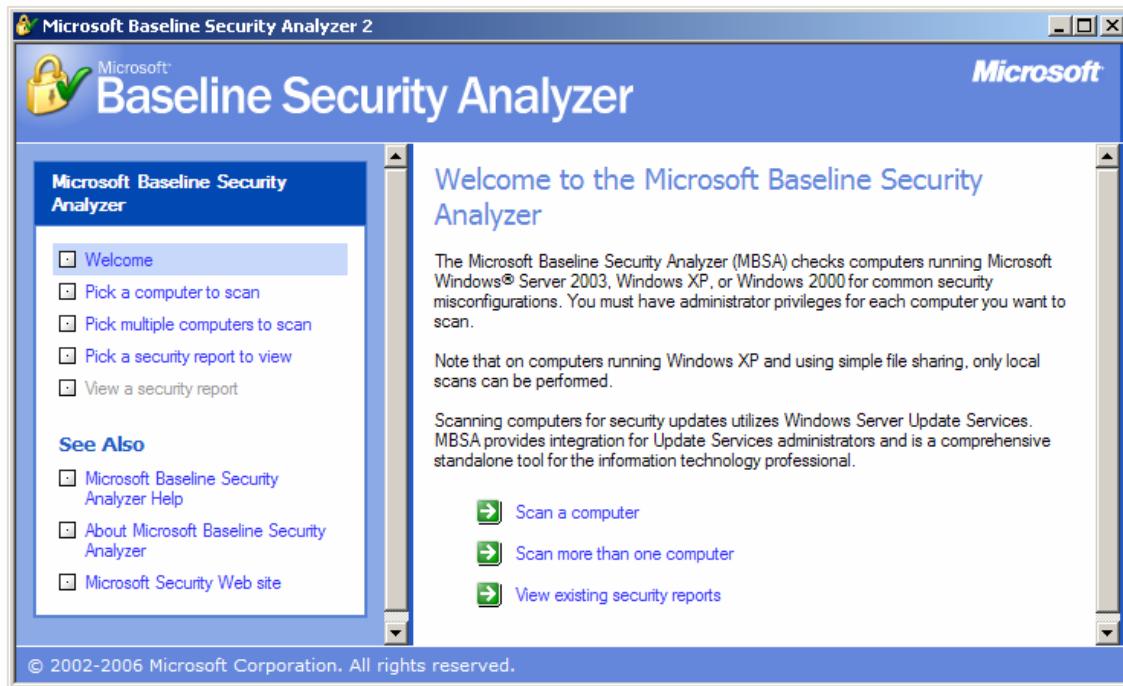 Microsoft Baseline Security Analyzer 2
Microsoft
Baseline Security Analyzer
Microsoft
Microsoft Baseline Security
Analyzer
Welcome
Pick a computer to scan
Pick multiple computers to scan
Pick a security report to view
View a security report
See Also
Microsoft Baseline Security
Analyzer Help
About Microsoft Baseline Security
Analyzer
Microsoft Security Web site
Welcome to the Microsoft Baseline Security
Analyzer
The Microsoft Baseline Security Analyzer (MBSA) checks computers running Microsoft
Windows® Server 2003, Windows XP, or Windows 2000 for common security
misconfigurations. You must have administrator privileges for each computer you want to
scan.
Note that on computers running Windows XP and using simple file sharing, only local
scans can be performed.
Scanning computers for security updates utilizes Windows Server Update Services.
MBSA provides integration for Update Services administrators and is a comprehensive
standalone tool for the information technology professional.
Scan a computer
Scan more than one computer
View existing security reports
© 2002-2006 Microsoft Corporation. All rights reserved.